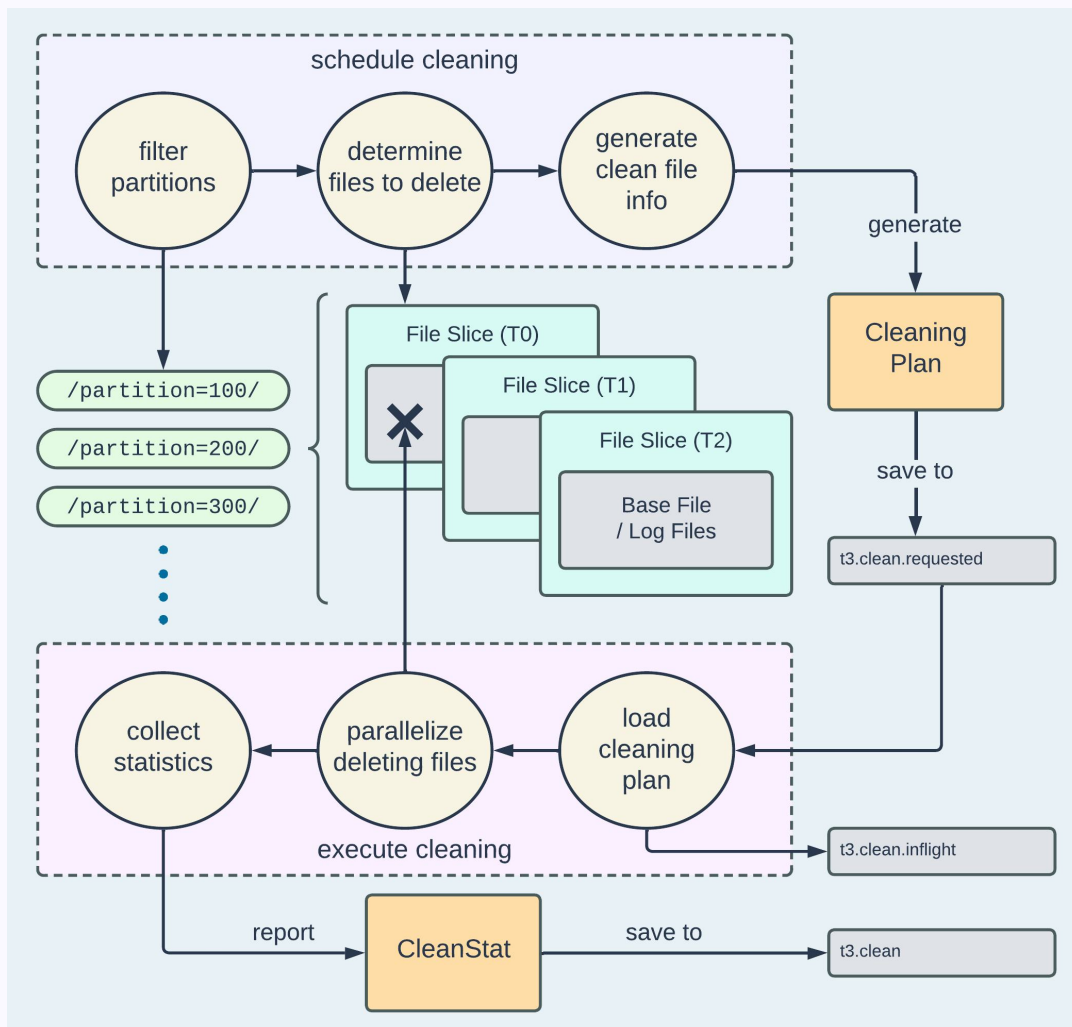 schedule cleaning
filter
partitions
determine
files to delete
generate
clean file
info
generate
Cleaning
Plan
save to
t3.clean.requested
/partition=100/
/partition=200/
/partition=300/
File Slice (T0)
File Slice (T1)
File Slice (T2)
Base File
/ Log Files
collect
statistics
parallelize
deleting files
load
cleaning
plan
execute cleaning
t3.clean.inflight
report
CleanStat
save to
t3.clean